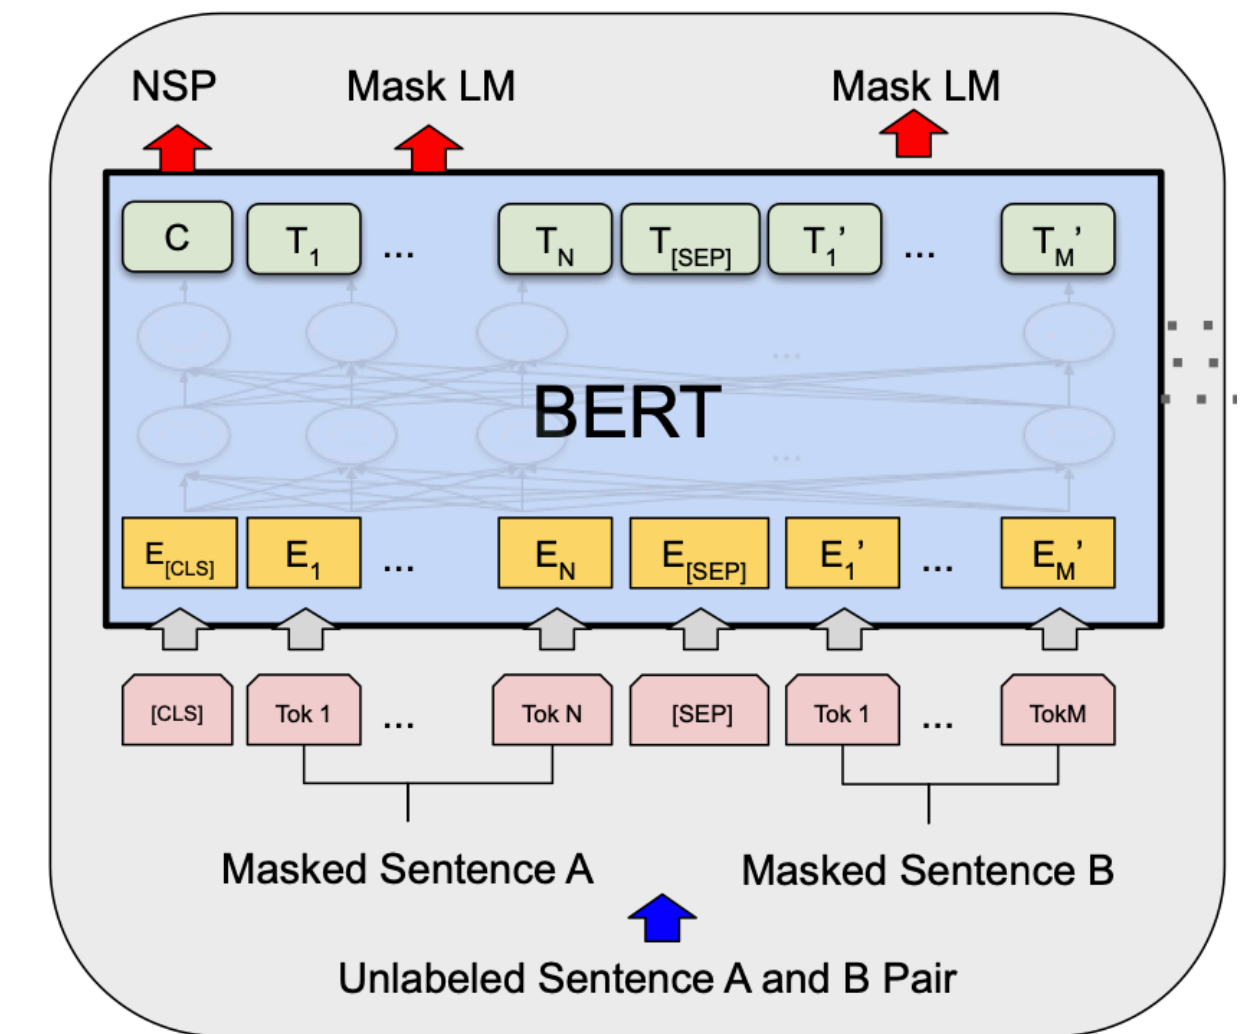 NSP Mask LM Mask LM
C T1 ... TN T[SEP] T1’ ... TM’
...
BERT
...
E[CLS] E1 ... EN E[SEP] E1’ ... EM’
[CLS] Tok 1 ... Tok N [SEP] Tok 1 ... TokM
Masked Sentence A Masked Sentence B
Unlabeled Sentence A and B Pair